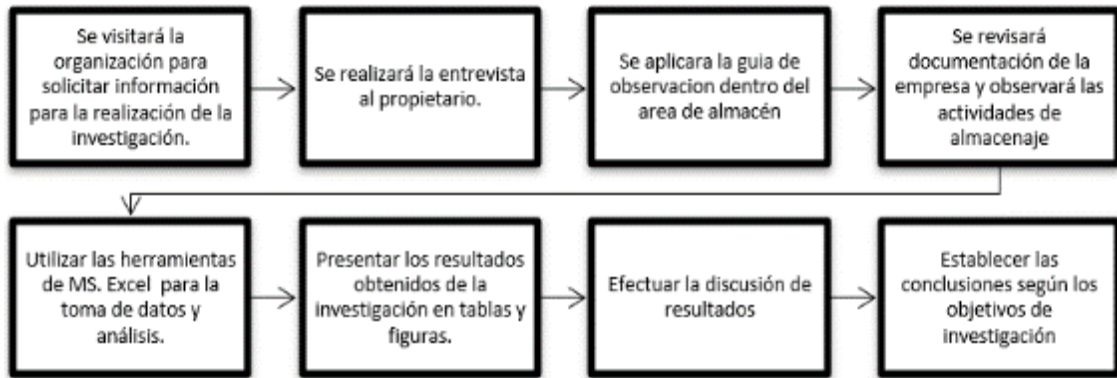 Se visitará la
organización para
solicitar información
para la realización de la
investigación.
Se realizará la entrevista
al propietario.
Se aplicara la guia de
observacion dentro del
area de almacén
Se revisará
documentación de la
empresa y observará las
actividades de
almacenaje
Utilizar las herramientas
de MS. Excel para la
toma de datos y
análisis.
Presentar los resultados
obtenidos de la
investigación en tablas y
figuras.
Efectuar la discusión de
resultados
Establecer las
conclusiones según los
objetivos de
investigación